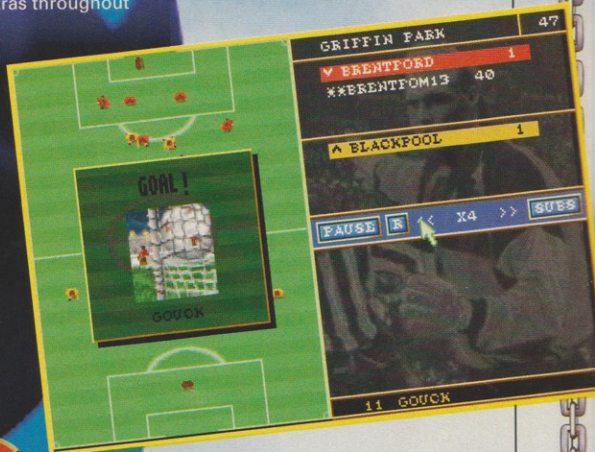 ras throughout
GRIFFIN PARK 47
BRENTFORD 1
**BRENTFOM13 40
BLACKPOOL 1
PAUSE R << X4 >> SUBS
GOAL!
GOUCK
11 GOUCK